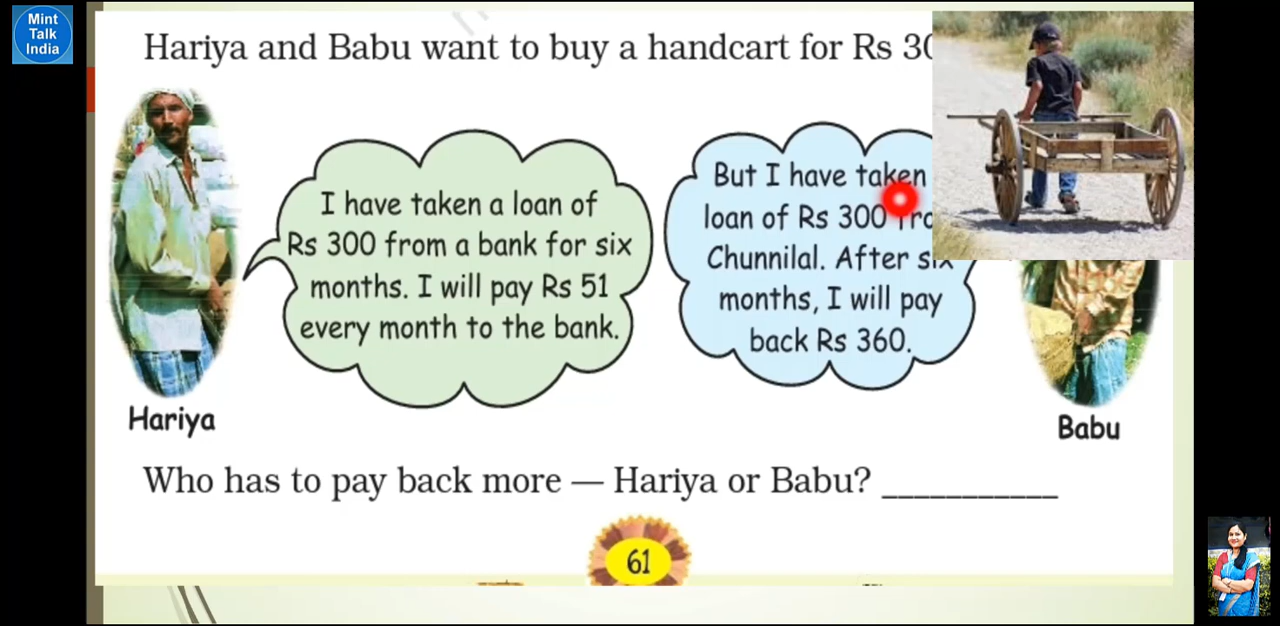 Mint
Talk
India
Hariya and Babu want to buy a handcart for Rs
I have taken a loan of
Rs 300 from a bank for six
months. I will pay Rs 51
every month to the bank.
But I have taken
loan of Rs 300
Chunnilal. After six
months, I will pay
back Rs 360.
Hariya
Babu
Who has to pay back more — Hariya or Babu? ___________
61